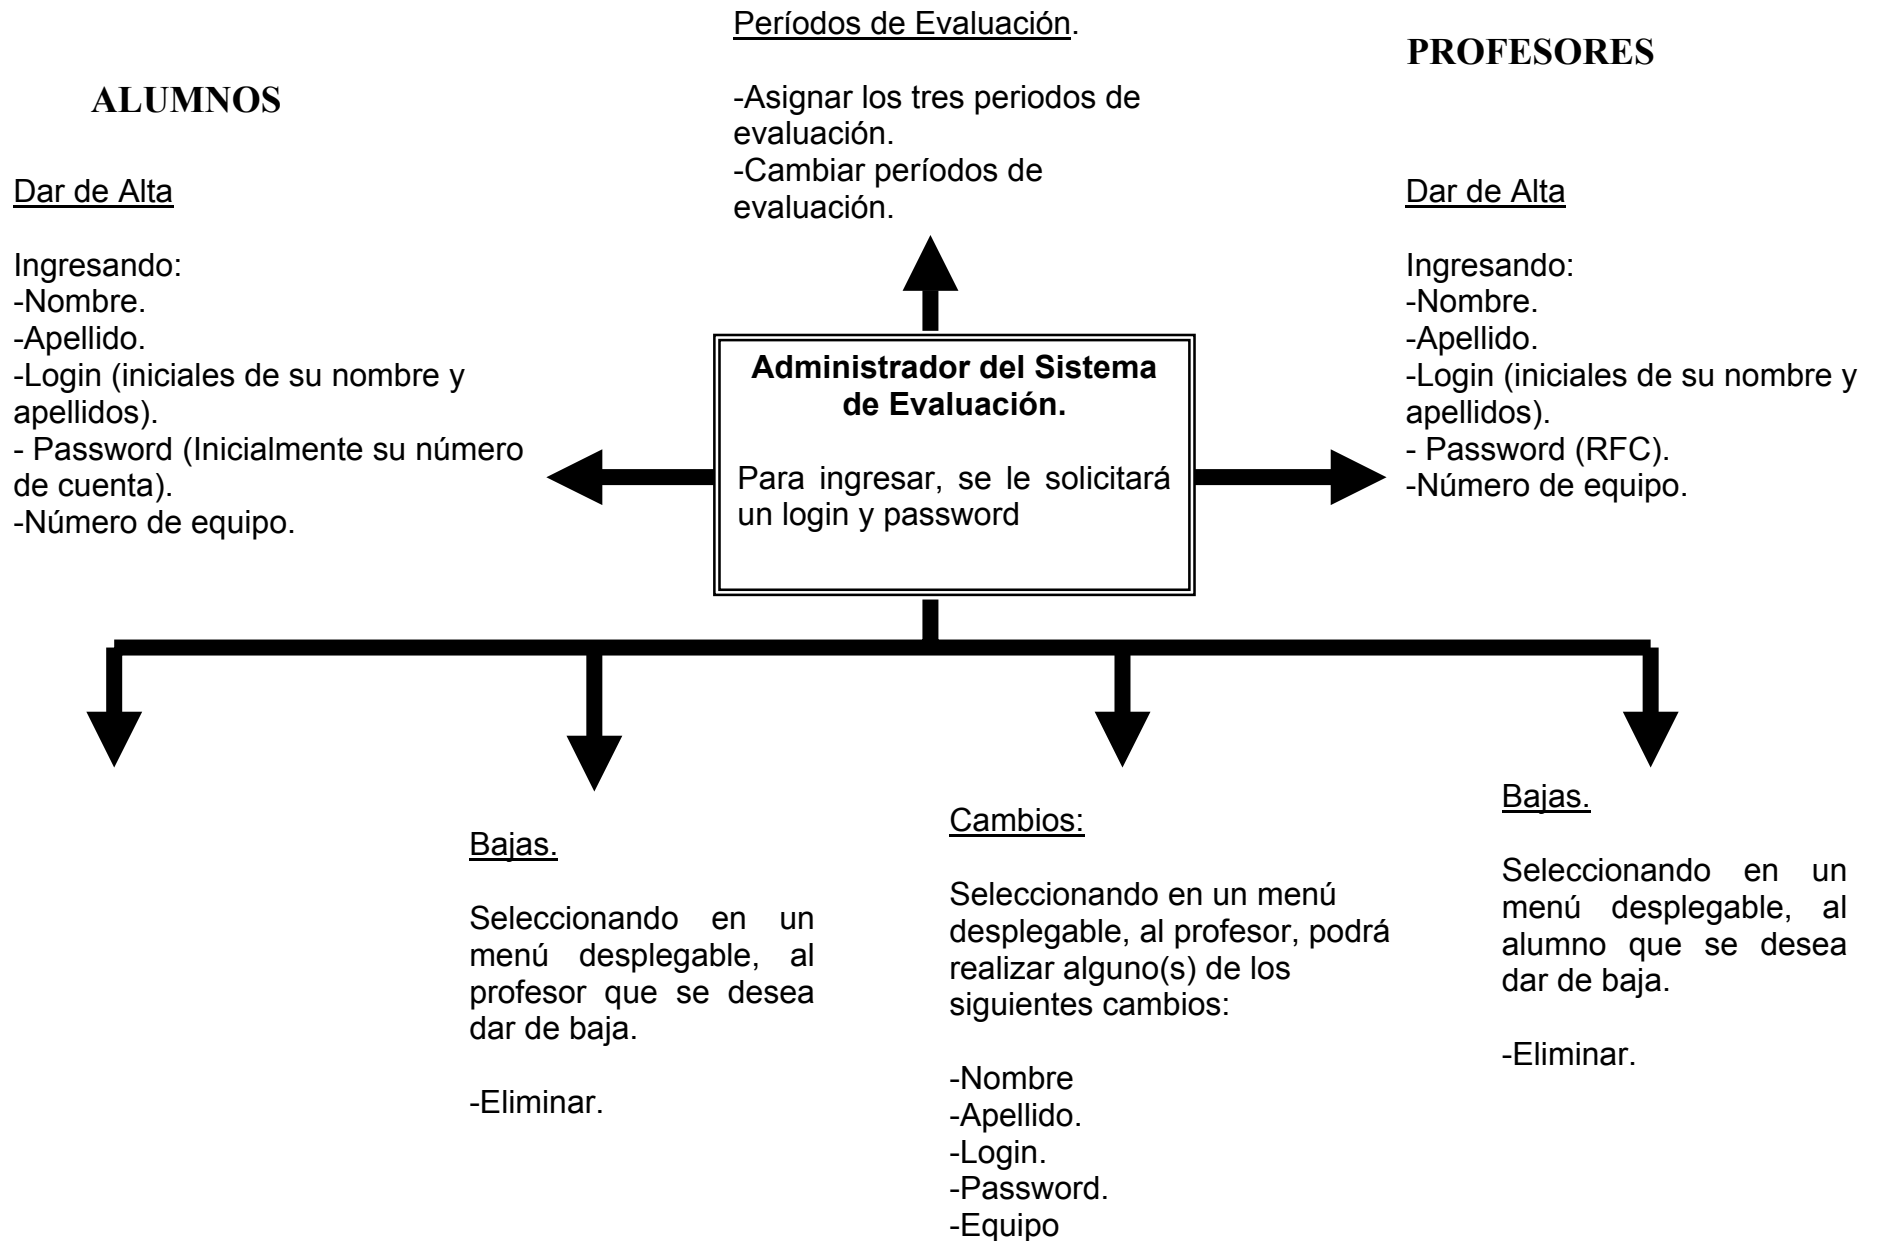 Períodos de Evaluación.
-Asignar los tres periodos de
evaluación.
-Cambiar períodos de
evaluación.
PROFESORES
ALUMNOS
Dar de Alta
Ingresando:
-Nombre.
-Apellido.
-Login (iniciales de su nombre y
apellidos).
- Password (Inicialmente su número
de cuenta).
-Número de equipo.
Administrador del Sistema
de Evaluación.
Para ingresar, se le solicitará
un login y password
Dar de Alta
Ingresando:
-Nombre.
-Apellido.
-Login (iniciales de su nombre y
apellidos).
- Password (RFC).
-Número de equipo.
Bajas.
Seleccionando en un
menú desplegable, al
profesor que se desea
dar de baja.
-Eliminar.
Cambios:
Seleccionando en un menú
desplegable, al profesor, podrá
realizar alguno(s) de los
siguientes cambios:
-Nombre
-Apellido.
-Login.
-Password.
-Equipo
Bajas.
Seleccionando en un
menú desplegable, al
alumno que se desea
dar de baja.
-Eliminar.